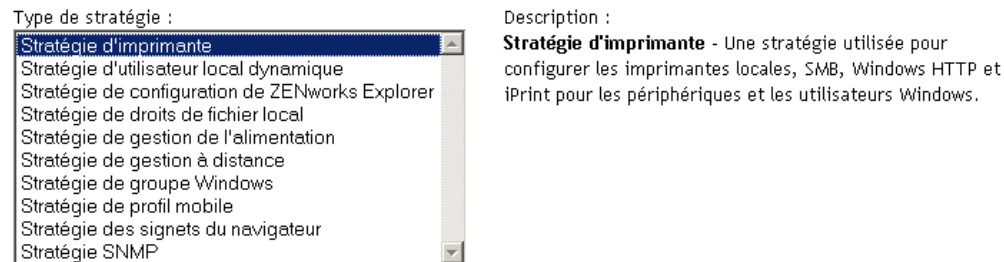 Type de stratégie :
Stratégie d'imprimante
Stratégie d'utilisateur local dynamique
Stratégie de configuration de ZENworks Explorer
Stratégie de droits de fichier local
Stratégie de gestion de l'alimentation
Stratégie de gestion à distance
Stratégie de groupe Windows
Stratégie de profil mobile
Stratégie des signets du navigateur
Stratégie SNMP
Description :
Stratégie d'imprimante - Une stratégie utilisée pour
configurer les imprimantes locales, SMB, Windows HTTP et
iPrint pour les périphériques et les utilisateurs Windows.